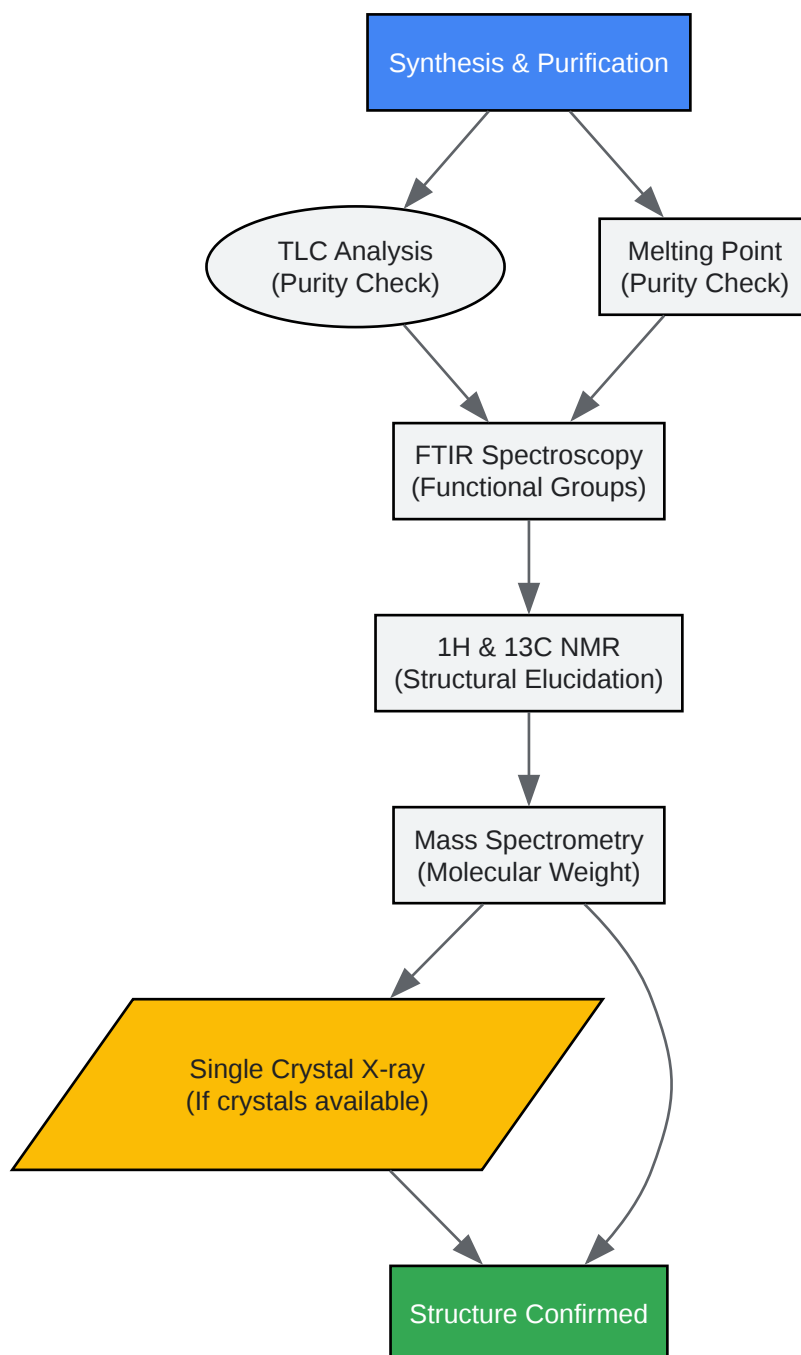 Synthesis & Purification
TLC Analysis
(Purity Check)
Melting Point
(Purity Check)
FTIR Spectroscopy
(Functional Groups)
1H & 13C NMR
(Structural Elucidation)
Mass Spectrometry
(Molecular Weight)
Single Crystal X-ray
(If crystals available)
Structure Confirmed